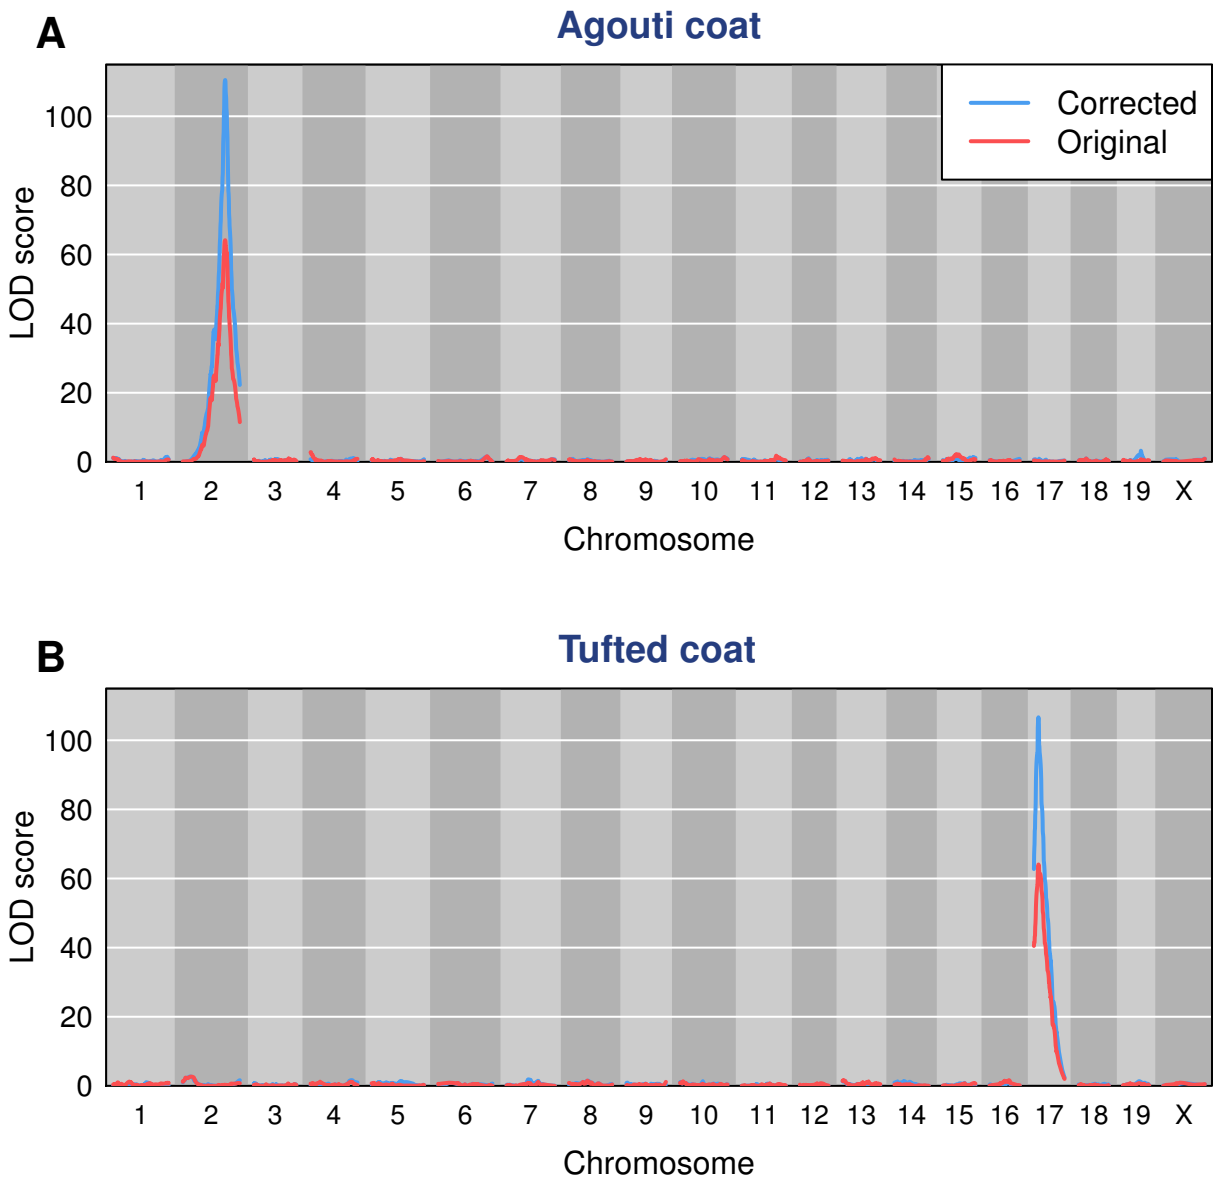 A
Agouti coat
Corrected
Original
LOD score
100
80
60
40
20
0
1 2 3 4 5 6 7 8 9 10 11 12 13 14 15 16 17 18 19 X
Chromosome
B
Tufted coat
LOD score
100
80
60
40
20
0
1 2 3 4 5 6 7 8 9 10 11 12 13 14 15 16 17 18 19 X
Chromosome